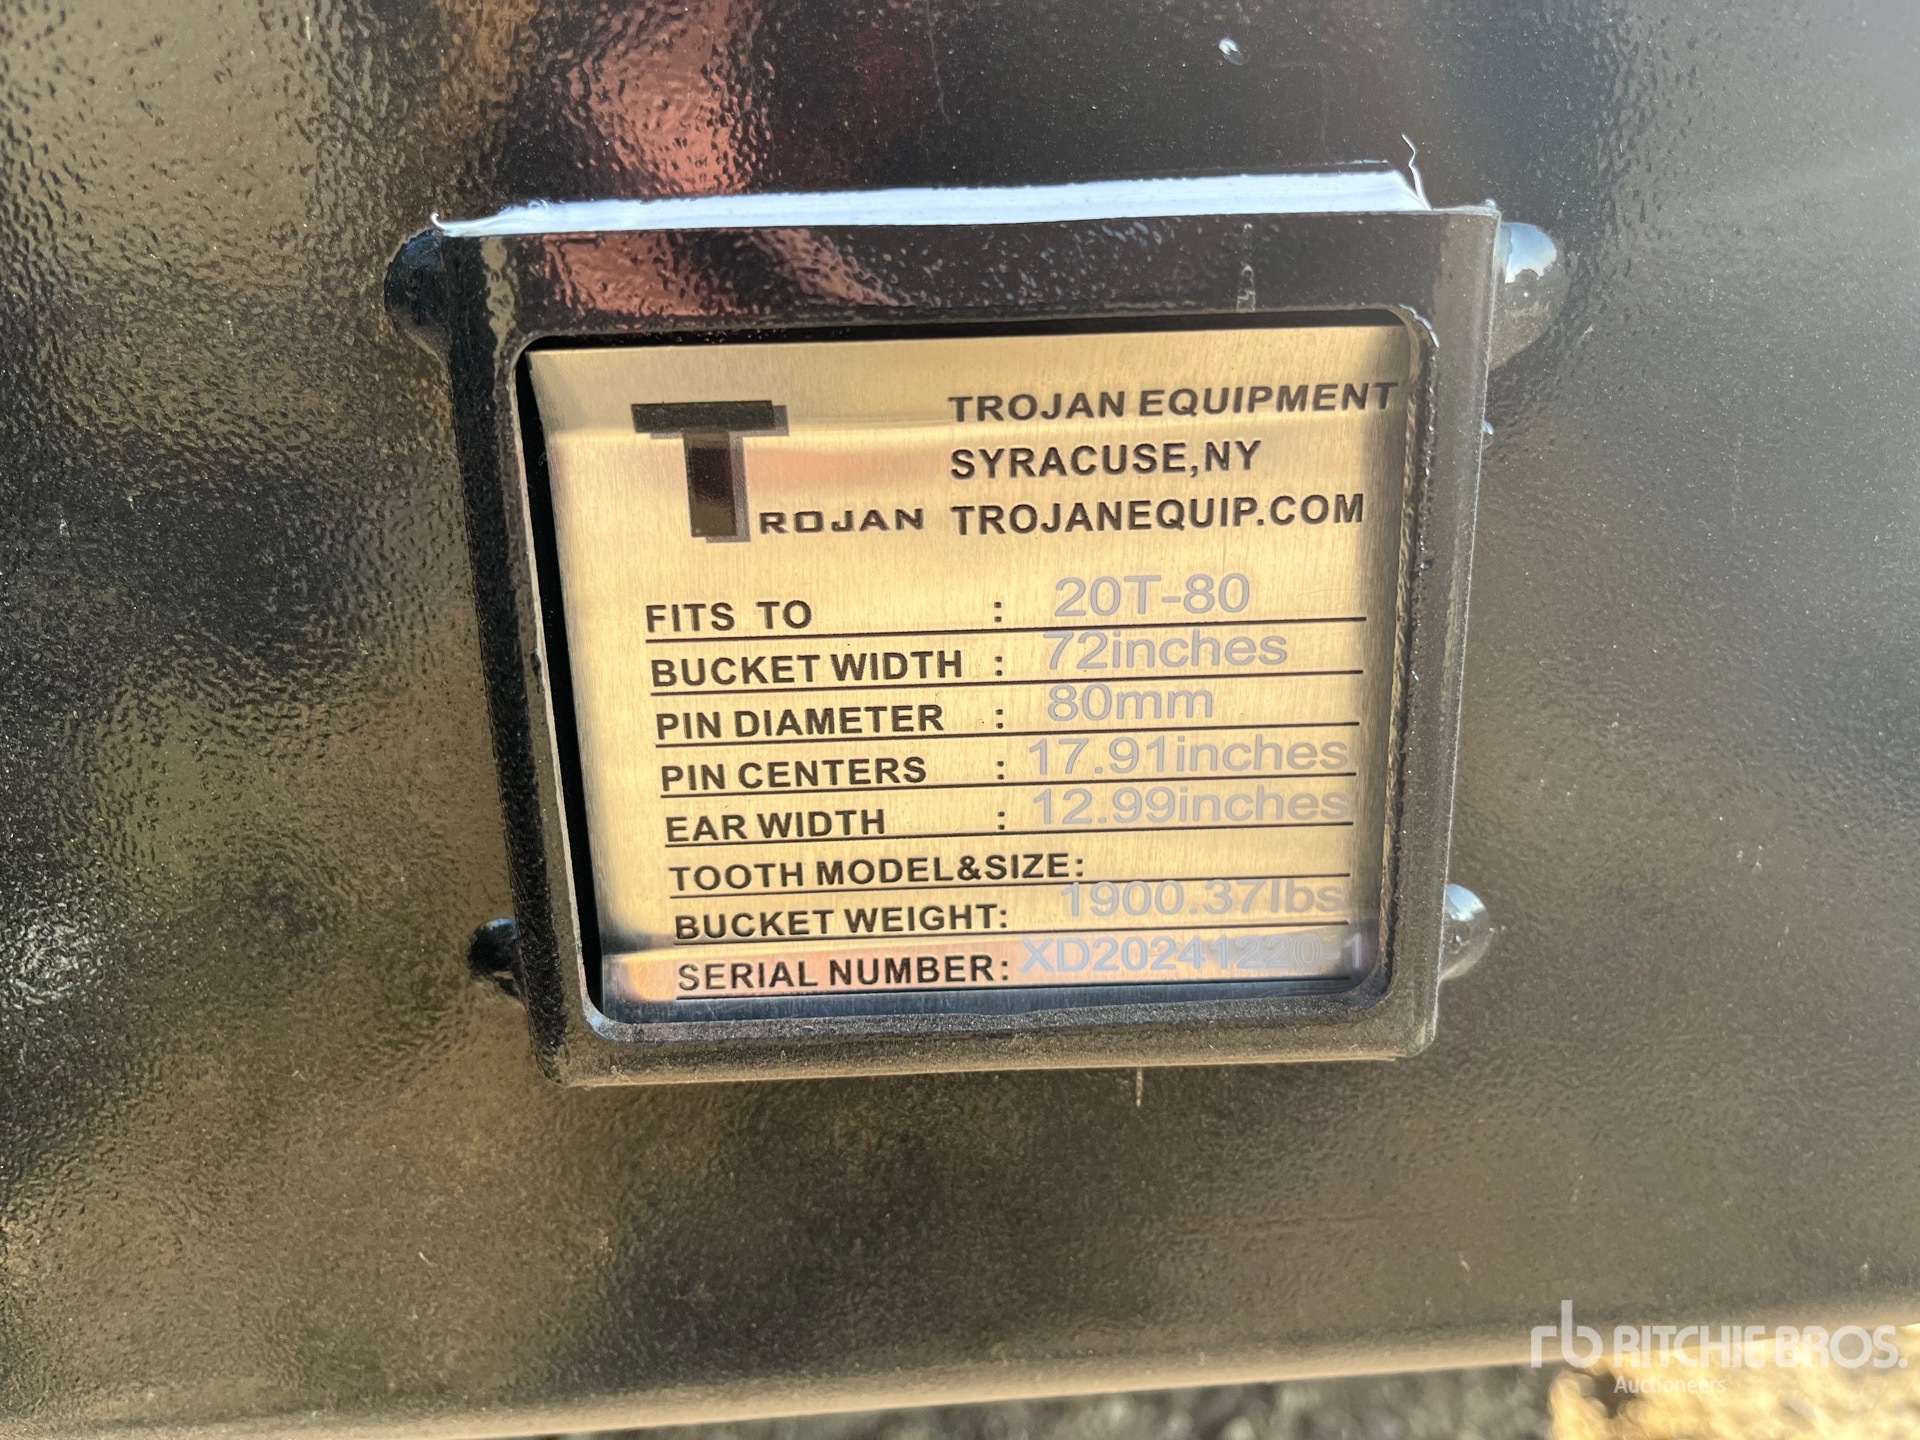 TROJAN
TROJAN EQUIPMENT
SYRACUSE,NY
TROJANEQUIP.COM
FITS TO : 20T-80
BUCKET WIDTH : 72inches
PIN DIAMETER : 80mm
PIN CENTERS : 17.91inches
EAR WIDTH : 12.99inches
TOOTH MODEL&SIZE:
BUCKET WEIGHT: 1900.37lbs
SERIAL NUMBER:
rb RITCHIE BROS.
Auctioneers